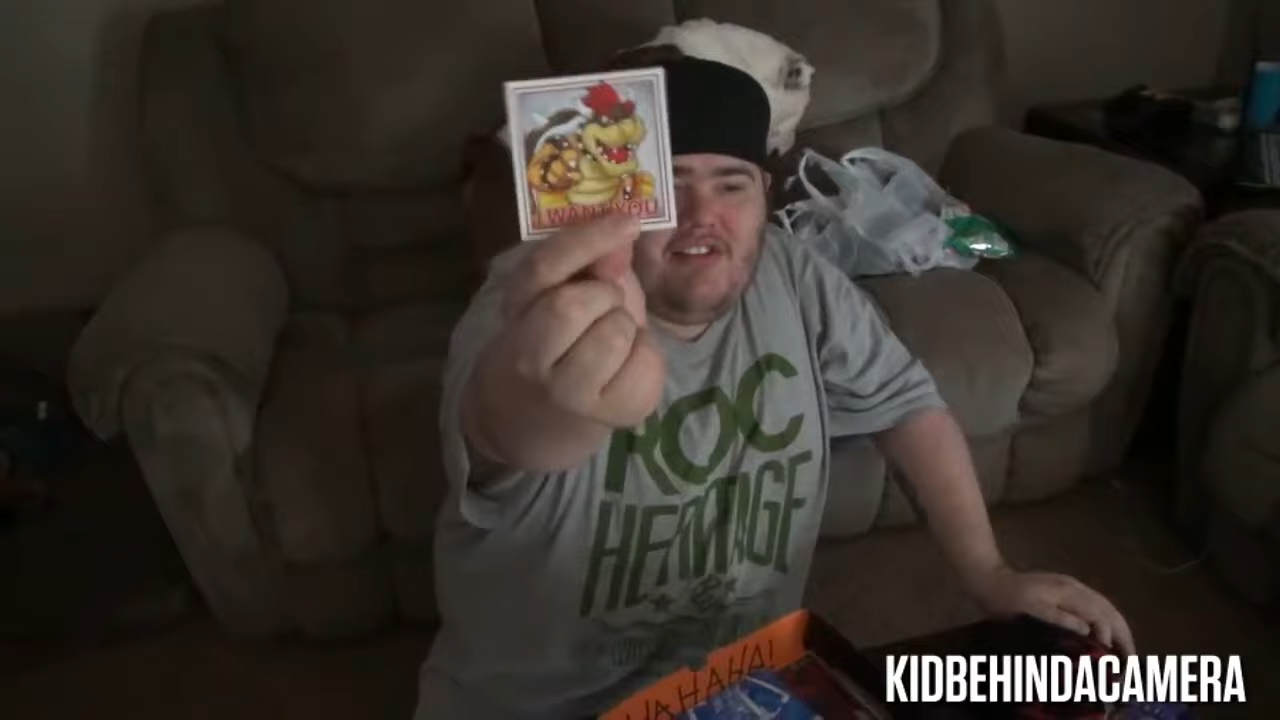 I WANT YOU
ROC
HERITAGE
HAHAHA!
KIDBEHINDACAMERA